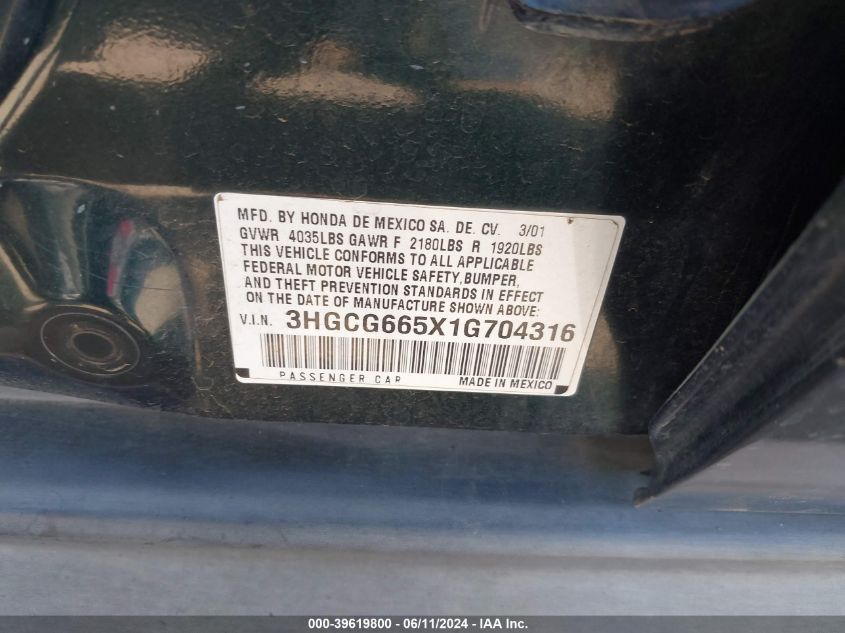 MFD. BY HONDA DE MEXICO SA. DE. CV. 3/01
GVWR 4035LBS GAWR F 2180LBS R 1920LBS
THIS VEHICLE CONFORMS TO ALL APPLICABLE
FEDERAL MOTOR VEHICLE SAFETY,BUMPER,
AND THEFT PREVENTION STANDARDS IN EFFECT
ON THE DATE OF MANUFACTURE SHOWN ABOVE:
V.I.N. 3HGCG665X1G704316
PASSENGER CAR MADE IN MEXICO
000-39619800 - 06/11/2024 - IAA Inc.